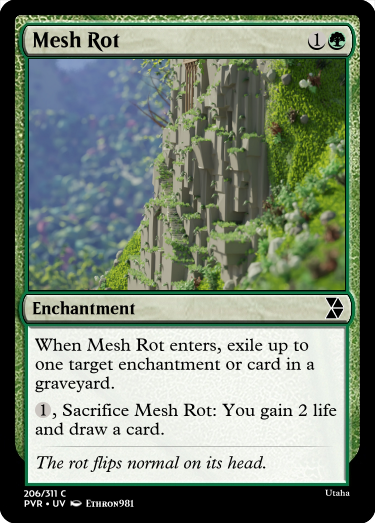 Mesh Rot 1
Enchantment
When Mesh Rot enters, exile up to
one target enchantment or card in a
graveyard.
1, Sacrifice Mesh Rot: You gain 2 life
and draw a card.
The rot flips normal on its head.
206/311 C Utaha
PVR • UV Ethron981